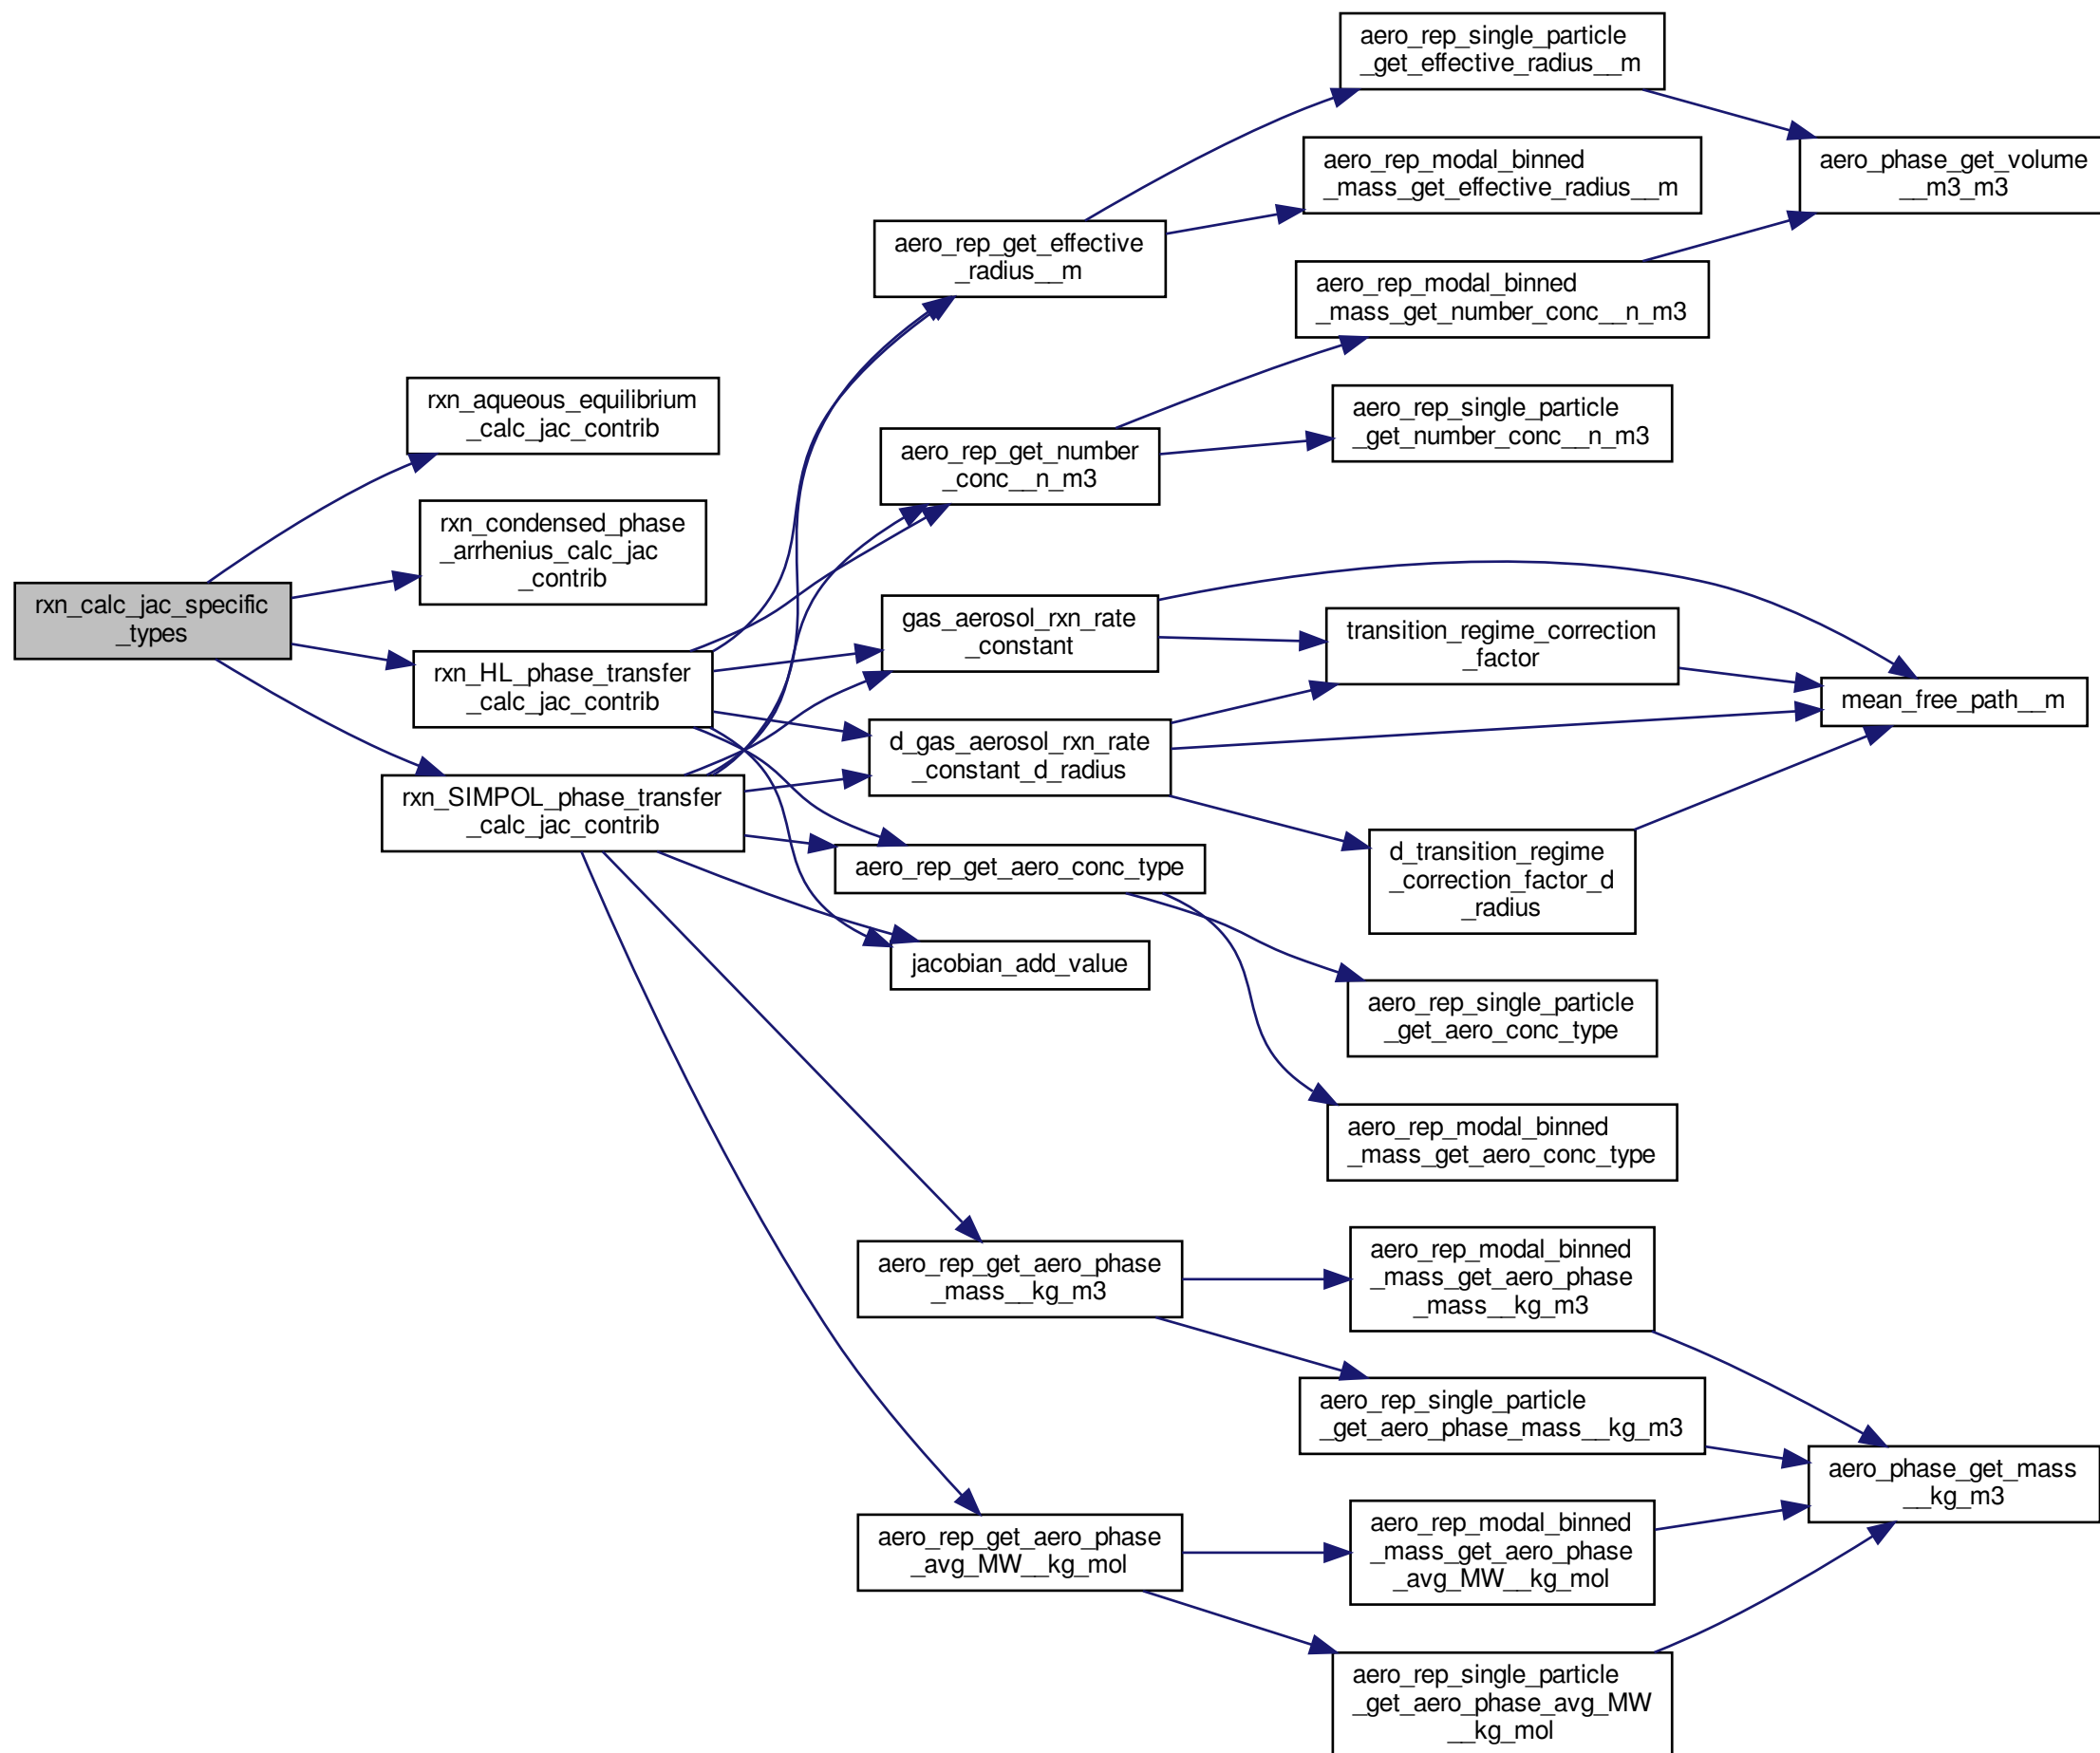 rxn_calc_jac_specific
_types
rxn_aqueous_equilibrium
_calc_jac_contrib
rxn_condensed_phase
_arrhenius_calc_jac
_contrib
rxn_HL_phase_transfer
_calc_jac_contrib
rxn_SIMPOL_phase_transfer
_calc_jac_contrib
aero_rep_get_effective
_radius__m
aero_rep_get_number
_conc__n_m3
gas_aerosol_rxn_rate
_constant
d_gas_aerosol_rxn_rate
_constant_d_radius
aero_rep_get_aero_conc_type
jacobian_add_value
aero_rep_get_aero_phase
_mass__kg_m3
aero_rep_get_aero_phase
_avg_MW__kg_mol
aero_rep_single_particle
_get_effective_radius__m
aero_rep_modal_binned
_mass_get_effective_radius__m
aero_rep_modal_binned
_mass_get_number_conc__n_m3
aero_rep_single_particle
_get_number_conc__n_m3
transition_regime_correction
_factor
d_transition_regime
_correction_factor_d
_radius
aero_rep_single_particle
_get_aero_conc_type
aero_rep_modal_binned
_mass_get_aero_conc_type
aero_rep_modal_binned
_mass_get_aero_phase
_mass__kg_m3
aero_rep_single_particle
_get_aero_phase_mass__kg_m3
aero_rep_modal_binned
_mass_get_aero_phase
_avg_MW__kg_mol
aero_rep_single_particle
_get_aero_phase_avg_MW
__kg_mol
aero_phase_get_volume
__m3_m3
mean_free_path__m
aero_phase_get_mass
__kg_m3